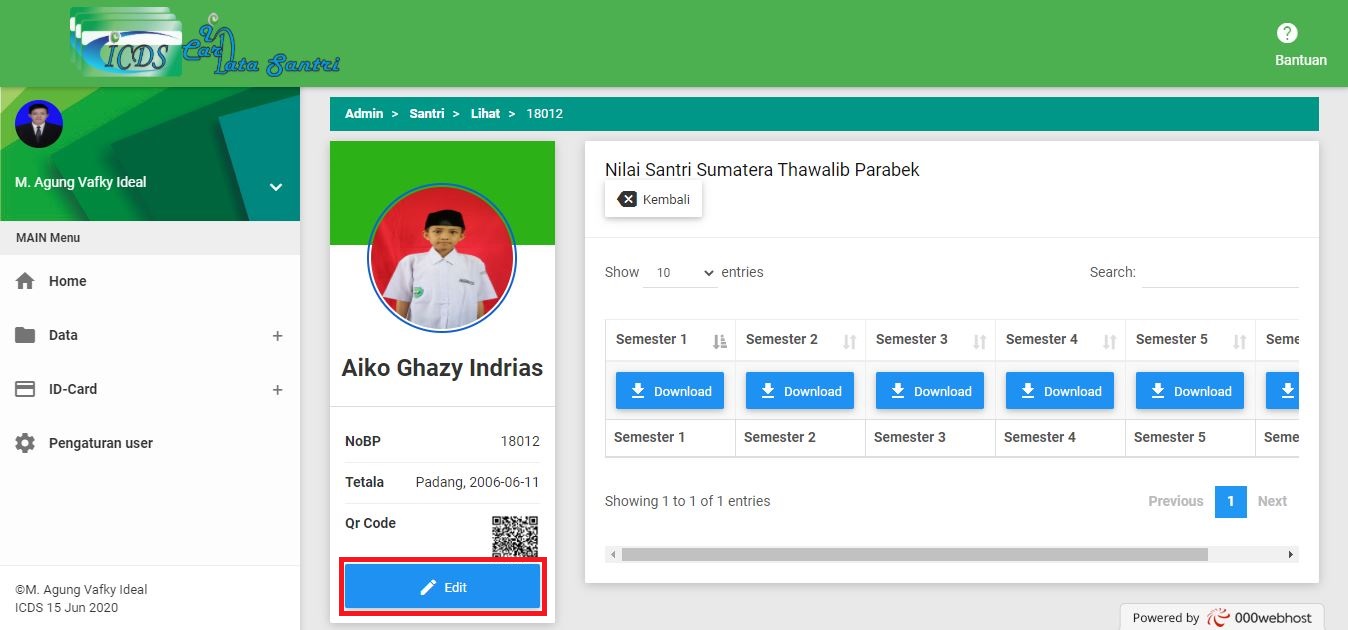 ICDS
Card
Data Santri
Bantuan
M. Agung Vafky Ideal
MAIN Menu
Home
Data +
ID-Card +
Pengaturan user
©M. Agung Vafky Ideal
ICDS 15 Jun 2020
Admin > Santri > Lihat > 18012
Aiko Ghazy Indrias
NoBP 18012
Tetala Padang, 2006-06-11
Qr Code
Edit
Nilai Santri Sumatera Thawalib Parabek
Kembali
Show 10 entries Search:
Semester 1 Semester 2 Semester 3 Semester 4 Semester 5 Seme
Download Download Download Download Download
Semester 1 Semester 2 Semester 3 Semester 4 Semester 5 Seme
Showing 1 to 1 of 1 entries Previous 1 Next
Powered by 000webhost